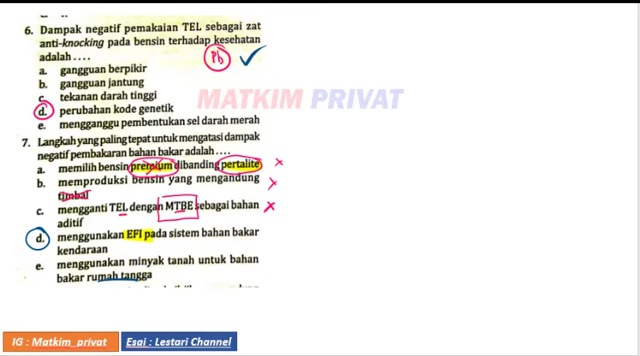 6. Dampak negatif pemakaian TEL sebagai zat
anti-knocking pada bensin terhadap kesehatan
adalah ....
Pb
a. gangguan berpikir
b. gangguan jantung
c. tekanan darah tinggi
d. perubahan kode genetik
e. mengganggu pembentukan sel darah merah
MATKIM PRIVAT
7. Langkah yang paling tepat untuk mengatasi dampak
negatif pembakaran bahan bakar adalah ....
a. memilih bensin premium dibanding pertalite
b. memproduksi bensin yang mengandung
timbal
c. mengganti TEL dengan MTBE sebagai bahan
aditif
d. menggunakan EFI pada sistem bahan bakar
kendaraan
e. menggunakan minyak tanah untuk bahan
bakar rumah tangga
IG : Matkim_privat
Esai : Lestari Channel